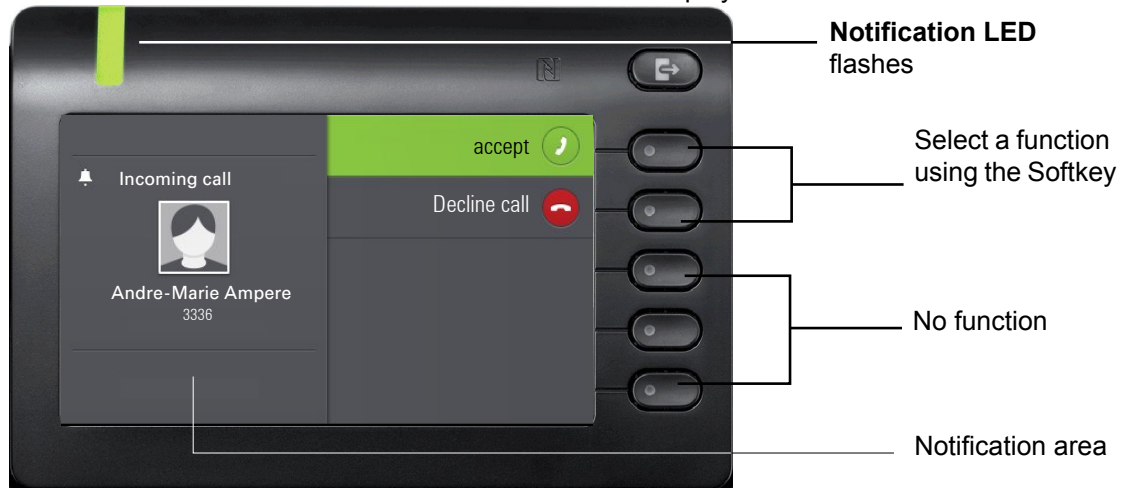 Notification LED
flashes
accept
Select a function
using the Softkey
Incoming call
Decline call
Andre-Marie Ampere
3336
No function
Notification area